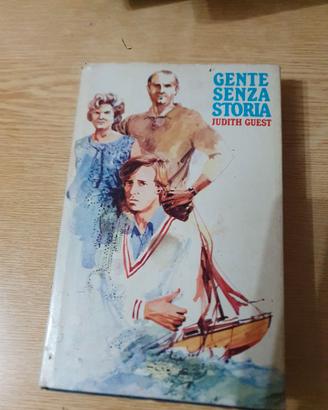 GENTE
SENZA
STORIA
JUDITH GUEST